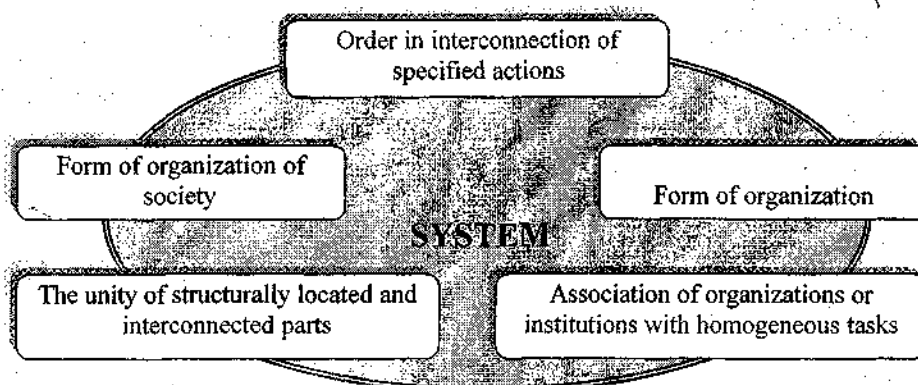 Order in interconnection of
specified actions
Form of organization of
society
Form of organization
SYSTEM
The unity of structurally located and
interconnected parts
Association of organizations or
institutions with homogeneous tasks